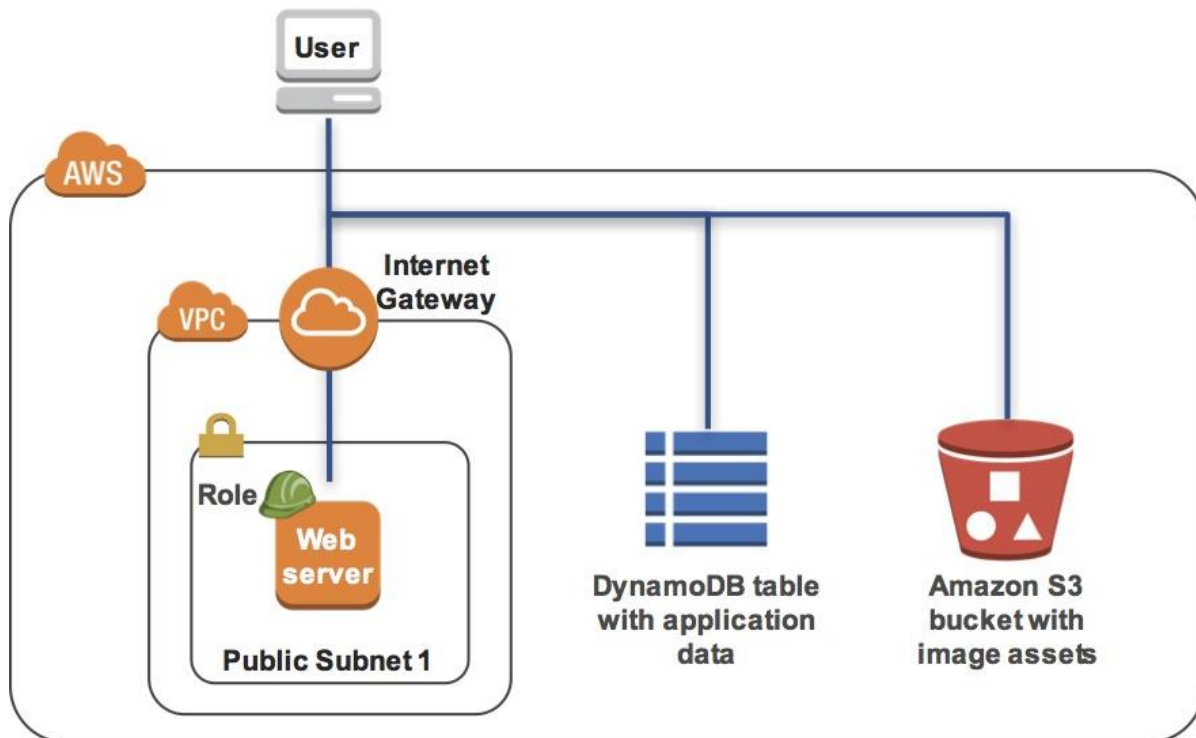 User
AWS
Internet
Gateway
VPC
Role
Web
server
Public Subnet 1
DynamoDB table
with application
data
Amazon S3
bucket with
image assets